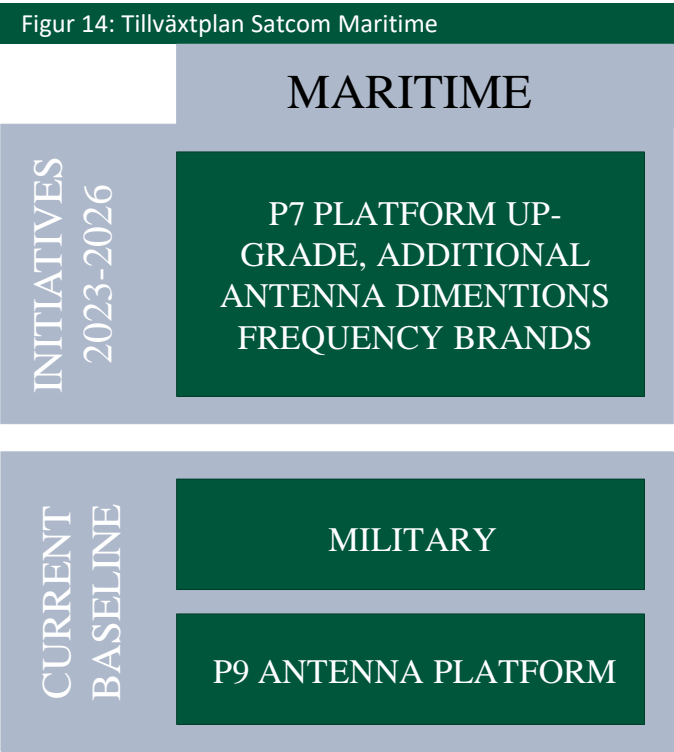 Figur 14: Tillväxtplan Satcom Maritime
MARITIME
INITIATIVES
2023-2026
P7 PLATFORM UP-
GRADE, ADDITIONAL
ANTENNA DIMENTIONS
FREQUENCY BRANDS
CURRENT
BASELINE
MILITARY
P9 ANTENNA PLATFORM